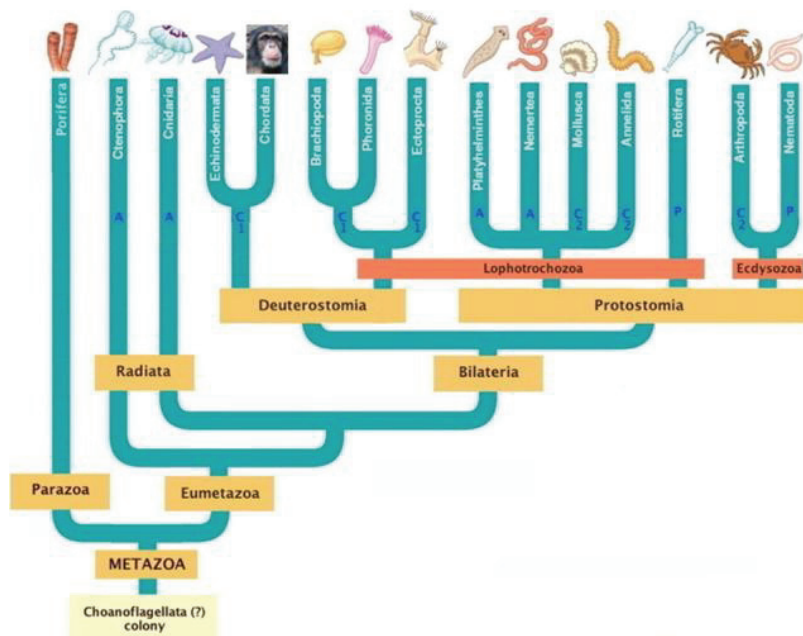 Porifera
Ctenophora
Cnidaria
Echinodermata
Chordata
Brachiopoda
Phoronida
Ectoprocta
Platyhelminthes
Nemertea
Mollusca
Annelida
Rotifera
Arthropoda
Nematoda
A
A
C1
C1
C1
A
A
C2
C2
P
C2
P
Lophotrochozoa
Ecdysozoa
Deuterostomia
Protostomia
Radiata
Bilateria
Parazoa
Eumetazoa
METAZOA
Choanoflagellata (?)
colony